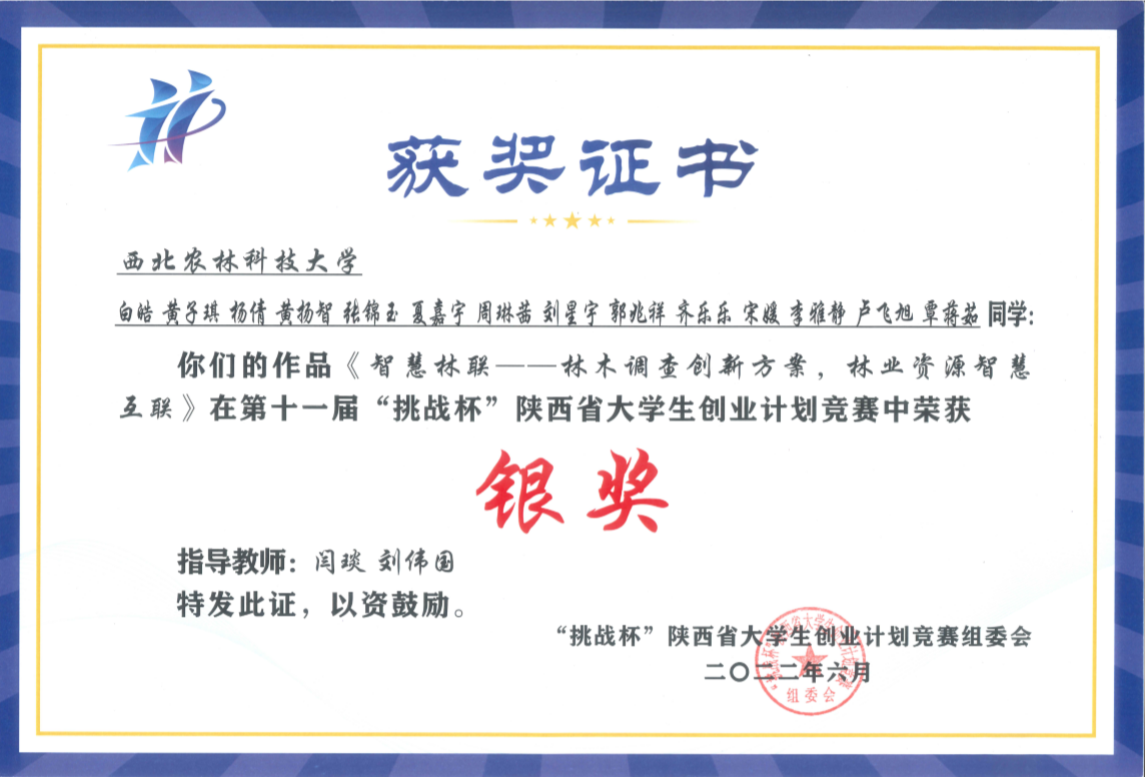 获奖证书
西北农林科技大学
白皓 黄子琪 杨倩 黄扬智 张锦玉 夏嘉宇 周琳茜 刘星宇 郭兆祥 齐乐乐 宋媛 李雅静 卢飞旭 覃蒋茹 同学：
你们的作品《智慧林联——林木调查创新方案，林业资源智慧
互联》在第十一届“挑战杯”陕西省大学生创业计划竞赛中荣获
银奖
指导教师：闫琰 刘伟国
特发此证，以资鼓励。
“挑战杯”陕西省大学生创业计划竞赛组委会
二〇二二年六月
组委会